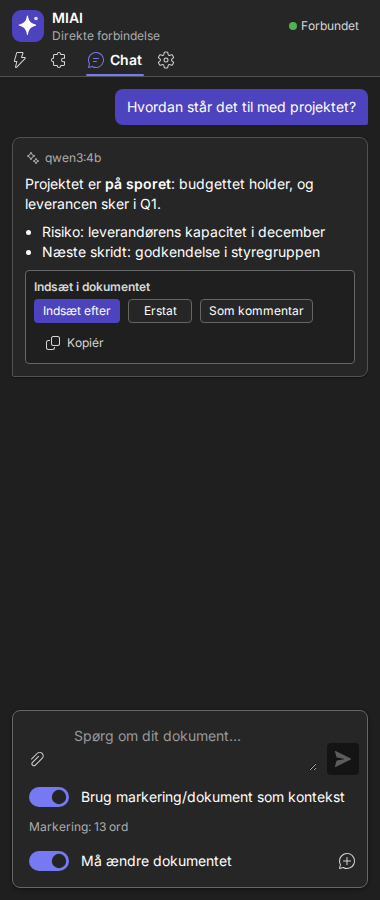 MIAI
Direkte forbindelse
Forbundet
Chat
Hvordan står det til med projektet?
qwen3:4b
Projektet er på sporet: budgettet holder, og
leverancen sker i Q1.
Risiko: leverandørens kapacitet i december
Næste skridt: godkendelse i styregruppen
Indsæt i dokumentet
Indsæt efter
Erstat
Som kommentar
Kopiér
Spørg om dit dokument...
Brug markering/dokument som kontekst
Markering: 13 ord
Må ændre dokumentet